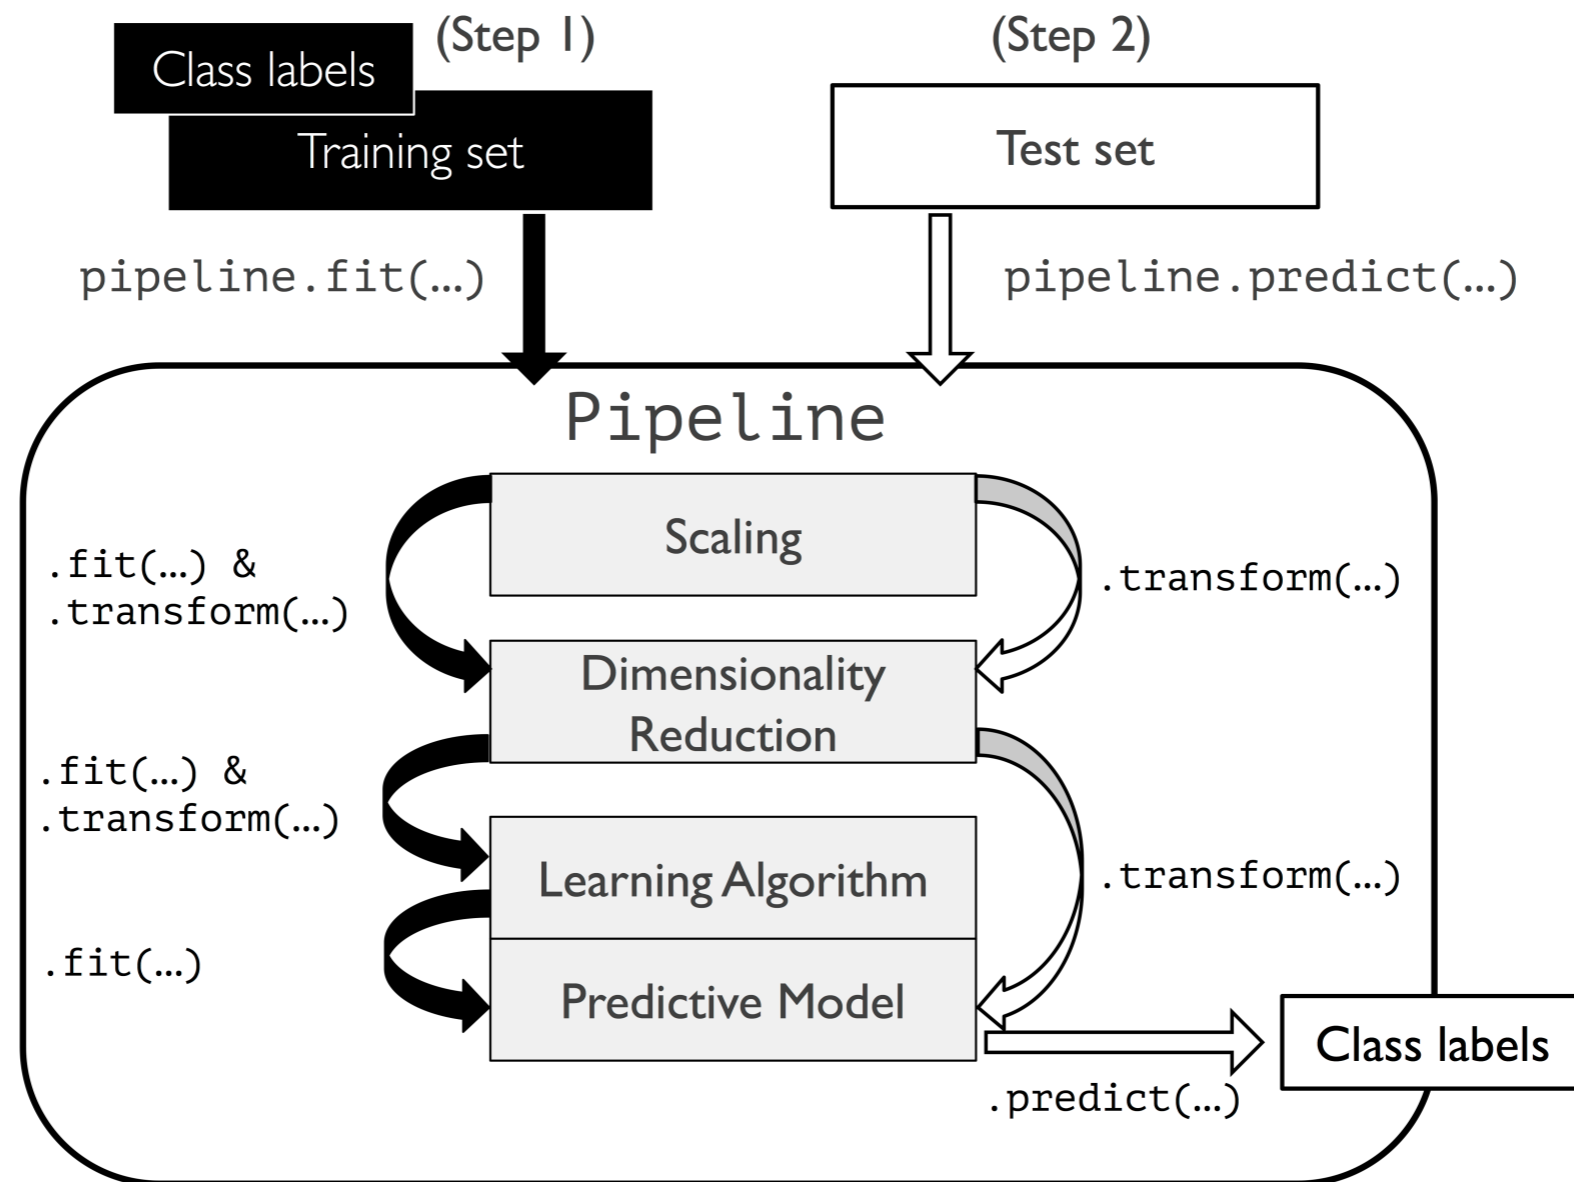 (Step 1)
(Step 2)
Class labels
Training set
Test set
pipeline.fit(…)
pipeline.predict(…)
Pipeline
Scaling
.fit(…) &
.transform(…)
.transform(…)
Dimensionality
Reduction
.fit(…) &
.transform(…)
Learning Algorithm
.transform(…)
.fit(…)
Predictive Model
Class labels
.predict(…)